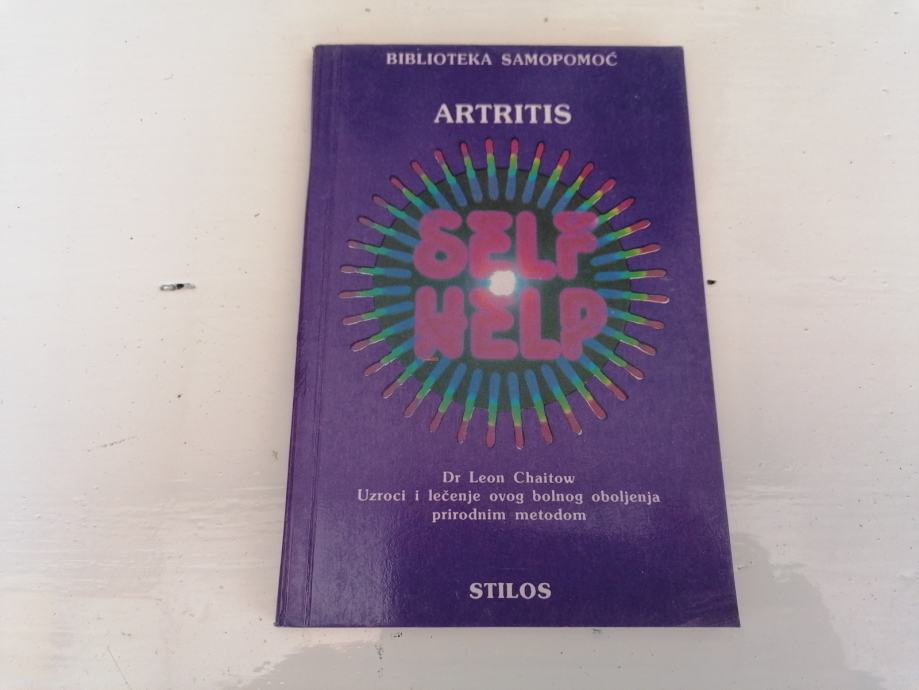 BIBLIOTEKA SAMOPOMOĆ
ARTRITIS
SELF
HELP
Dr Leon Chaitow
Uzroci i lečenje ovog bolnog oboljenja
prirodnim metodom
STILOS